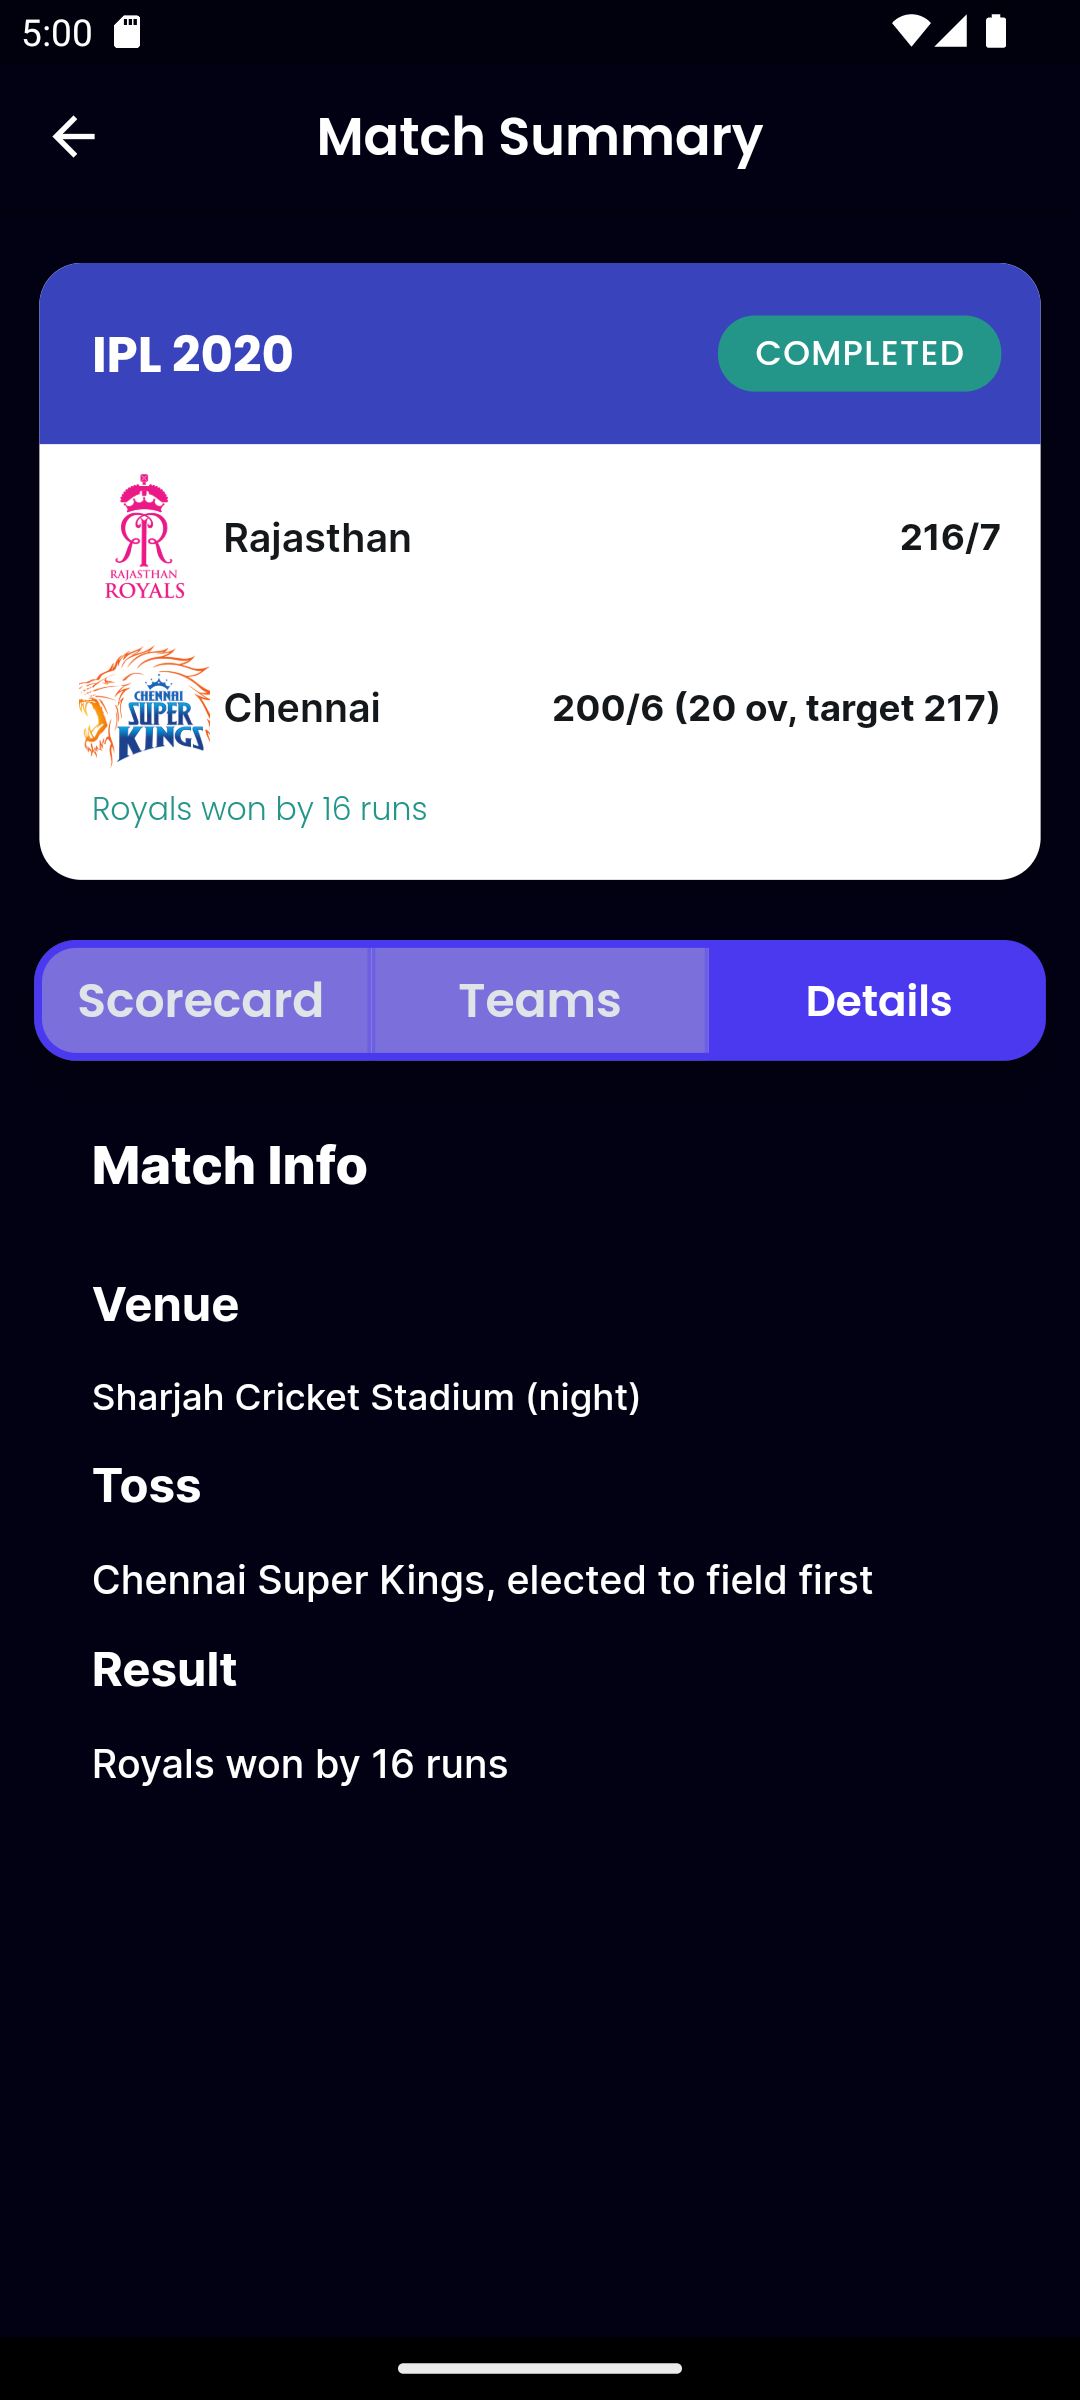 5:00
Match Summary
IPL 2020
COMPLETED
RAJASTHAN
ROYALS
Rajasthan
216/7
CHENNAI
SUPER
KINGS
Chennai
200/6 (20 ov, target 217)
Royals won by 16 runs
Scorecard
Teams
Details
Match Info
Venue
Sharjah Cricket Stadium (night)
Toss
Chennai Super Kings, elected to field first
Result
Royals won by 16 runs